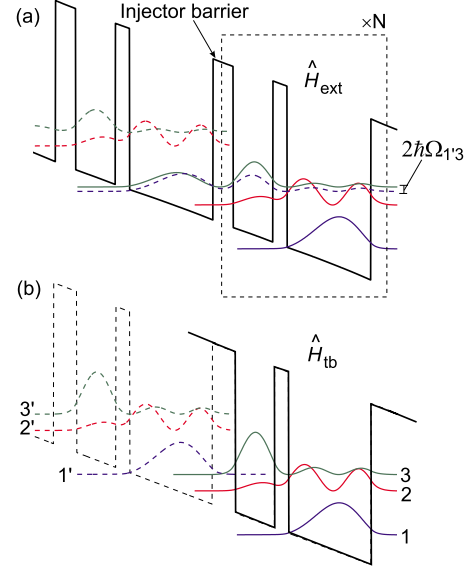 (a)
Injector barrier
×N
Ĥext
2ħΩ1'3
(b)
Ĥtb
3'
2'
1'
3
2
1